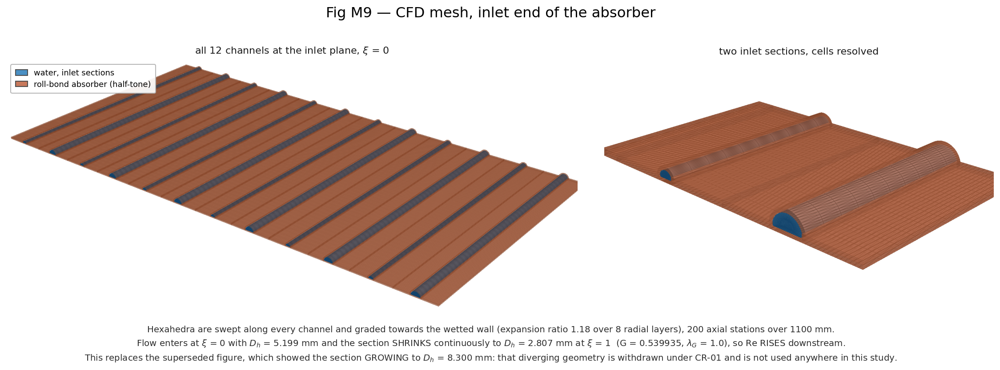 Fig M9 — CFD mesh, inlet end of the absorber
all 12 channels at the inlet plane, ξ = 0
two inlet sections, cells resolved
water, inlet sections
roll-bond absorber (half-tone)
Hexahedra are swept along every channel and graded towards the wetted wall (expansion ratio 1.18 over 8 radial layers), 200 axial stations over 1100 mm.
Flow enters at ξ = 0 with D_h = 5.199 mm and the section SHRINKS continuously to D_h = 2.807 mm at ξ = 1 (G = 0.539935, λ_G = 1.0), so Re RISES downstream.
This replaces the superseded figure, which showed the section GROWING to D_h = 8.300 mm: that diverging geometry is withdrawn under CR-01 and is not used anywhere in this study.